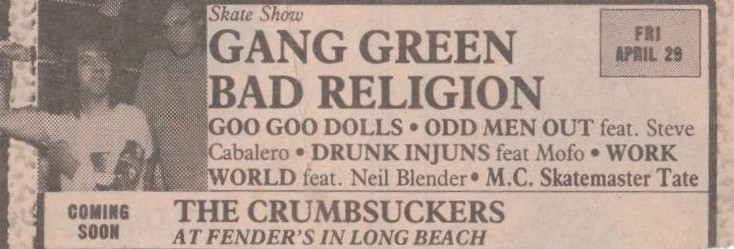 Skate Show
GANG GREEN
FRI
APRIL 29
BAD RELIGION
GOO GOO DOLLS • ODD MEN OUT feat. Steve
Cabalero • DRUNK INJUNS feat Mofo • WORK
WORLD feat. Neil Blender • M.C. Skatemaster Tate
COMING
SOON
THE CRUMBSUCKERS
AT FENDER'S IN LONG BEACH